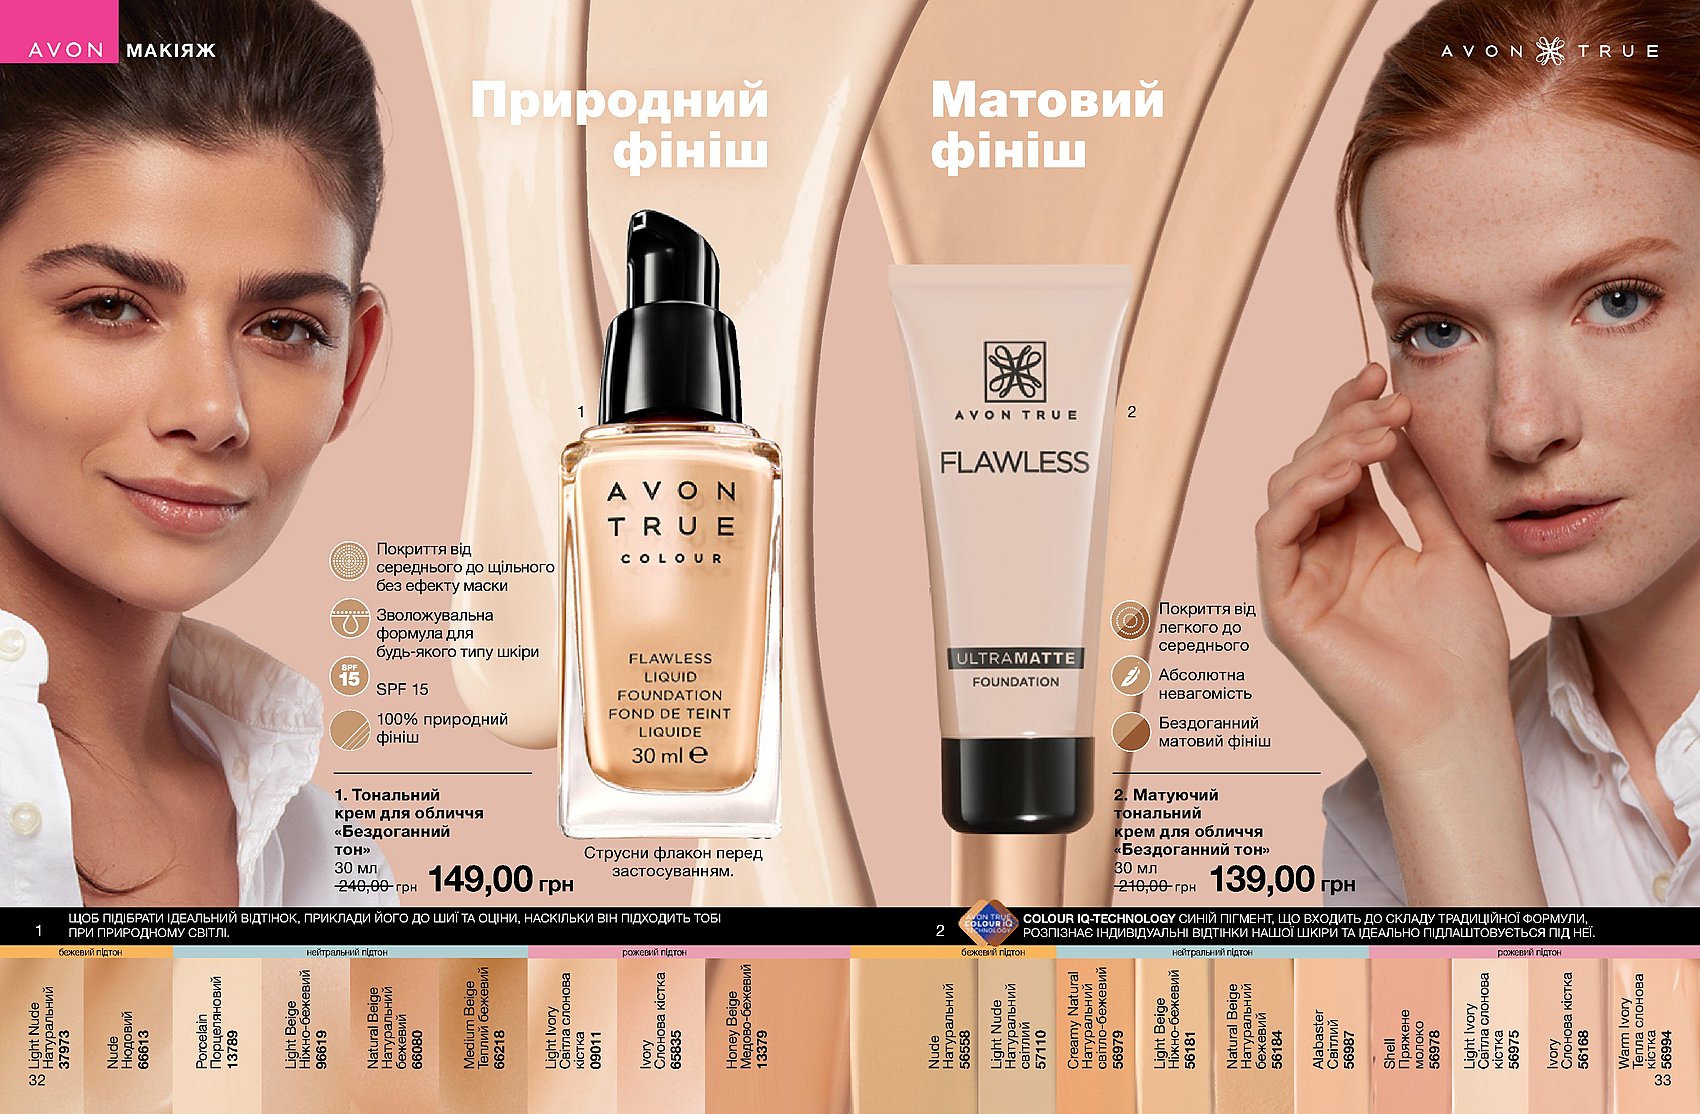 AVON МАКІЯЖ
AVON TRUE
Природний
фініш
Матовий
фініш
1
AVON
TRUE
COLOUR
FLAWLESS
LIQUID
FOUNDATION
FOND DE TEINT
LIQUIDE
30 ml e
Покриття від
середнього до щільного
без ефекту маски
Зволожувальна
формула для
будь-якого типу шкіри
SPF
15
SPF 15
100% природний
фініш
1. Тональний
крем для обличчя
«Бездоганний
тон»
30 мл
240,00 грн 149,00 грн
Струсни флакон перед
застосуванням.
2
AVON TRUE
FLAWLESS
ULTRAMATTE
FOUNDATION
Покриття від
легкого до
середнього
Абсолютна
невагомість
Бездоганний
матовий фініш
2. Матуючий
тональний
крем для обличчя
«Бездоганний тон»
30 мл
210,00 грн 139,00 грн
1
ЩОБ ПІДІБРАТИ ІДЕАЛЬНИЙ ВІДТІНОК, ПРИКЛАДИ ЙОГО ДО ШИЇ ТА ОЦІНИ, НАСКІЛЬКИ ВІН ПІДХОДИТЬ ТОБІ
ПРИ ПРИРОДНОМУ СВІТЛІ.
2
AVON TRUE
COLOUR IQ
TECHNOLOGY
COLOUR IQ-TECHNOLOGY СИНІЙ ПІГМЕНТ, ЩО ВХОДИТЬ ДО СКЛАДУ ТРАДИЦІЙНОЇ ФОРМУЛИ,
РОЗПІЗНАЄ ІНДИВІДУАЛЬНІ ВІДТІНКИ НАШОЇ ШКІРИ ТА ІДЕАЛЬНО ПІДЛАШТОВУЄТЬСЯ ПІД НЕЇ.
бежевий підтон
нейтральний підтон
рожевий підтон
бежевий підтон
нейтральний підтон
рожевий підтон
Light Nude
Натуральний
37973
Nude
Нюдовий
66613
Porcelain
Порцеляновий
13789
Light Beige
Ніжно-бежевий
96619
Natural Beige
Натуральний
бежевий
66080
Medium Beige
Теплий бежевий
66218
Light Ivory
Світла слонова
кістка
09011
Ivory
Слонова кістка
65835
Honey Beige
Медово-бежевий
13379
Nude
Натуральний
56558
Light Nude
Натуральний
світлий
57110
Creamy Natural
Натуральний
світло-бежевий
56979
Light Beige
Ніжно-бежевий
56181
Natural Beige
Натуральний
бежевий
56184
Alabaster
Світлий
56987
Shell
Пряжене
молоко
56978
Light Ivory
Світла слонова
кістка
56975
Ivory
Слонова кістка
56168
Warm Ivory
Тепла слонова
кістка
56994
32
33